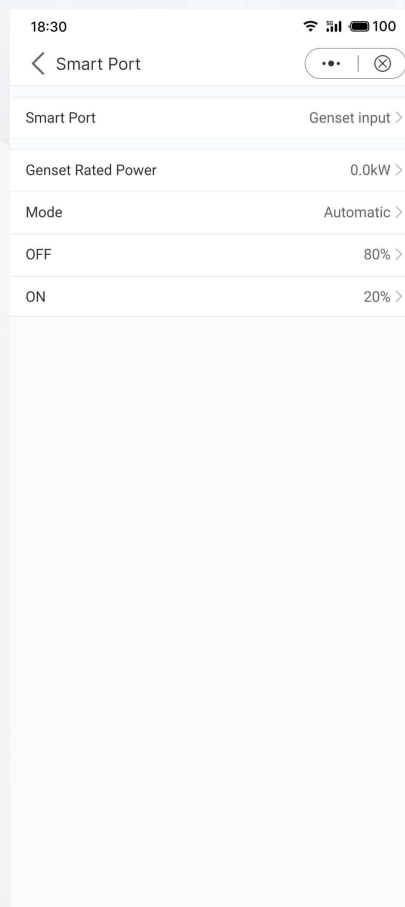 18:30 5G 100
Smart Port
Smart Port Genset input
Genset Rated Power 0.0kW
Mode Automatic
OFF 80%
ON 20%